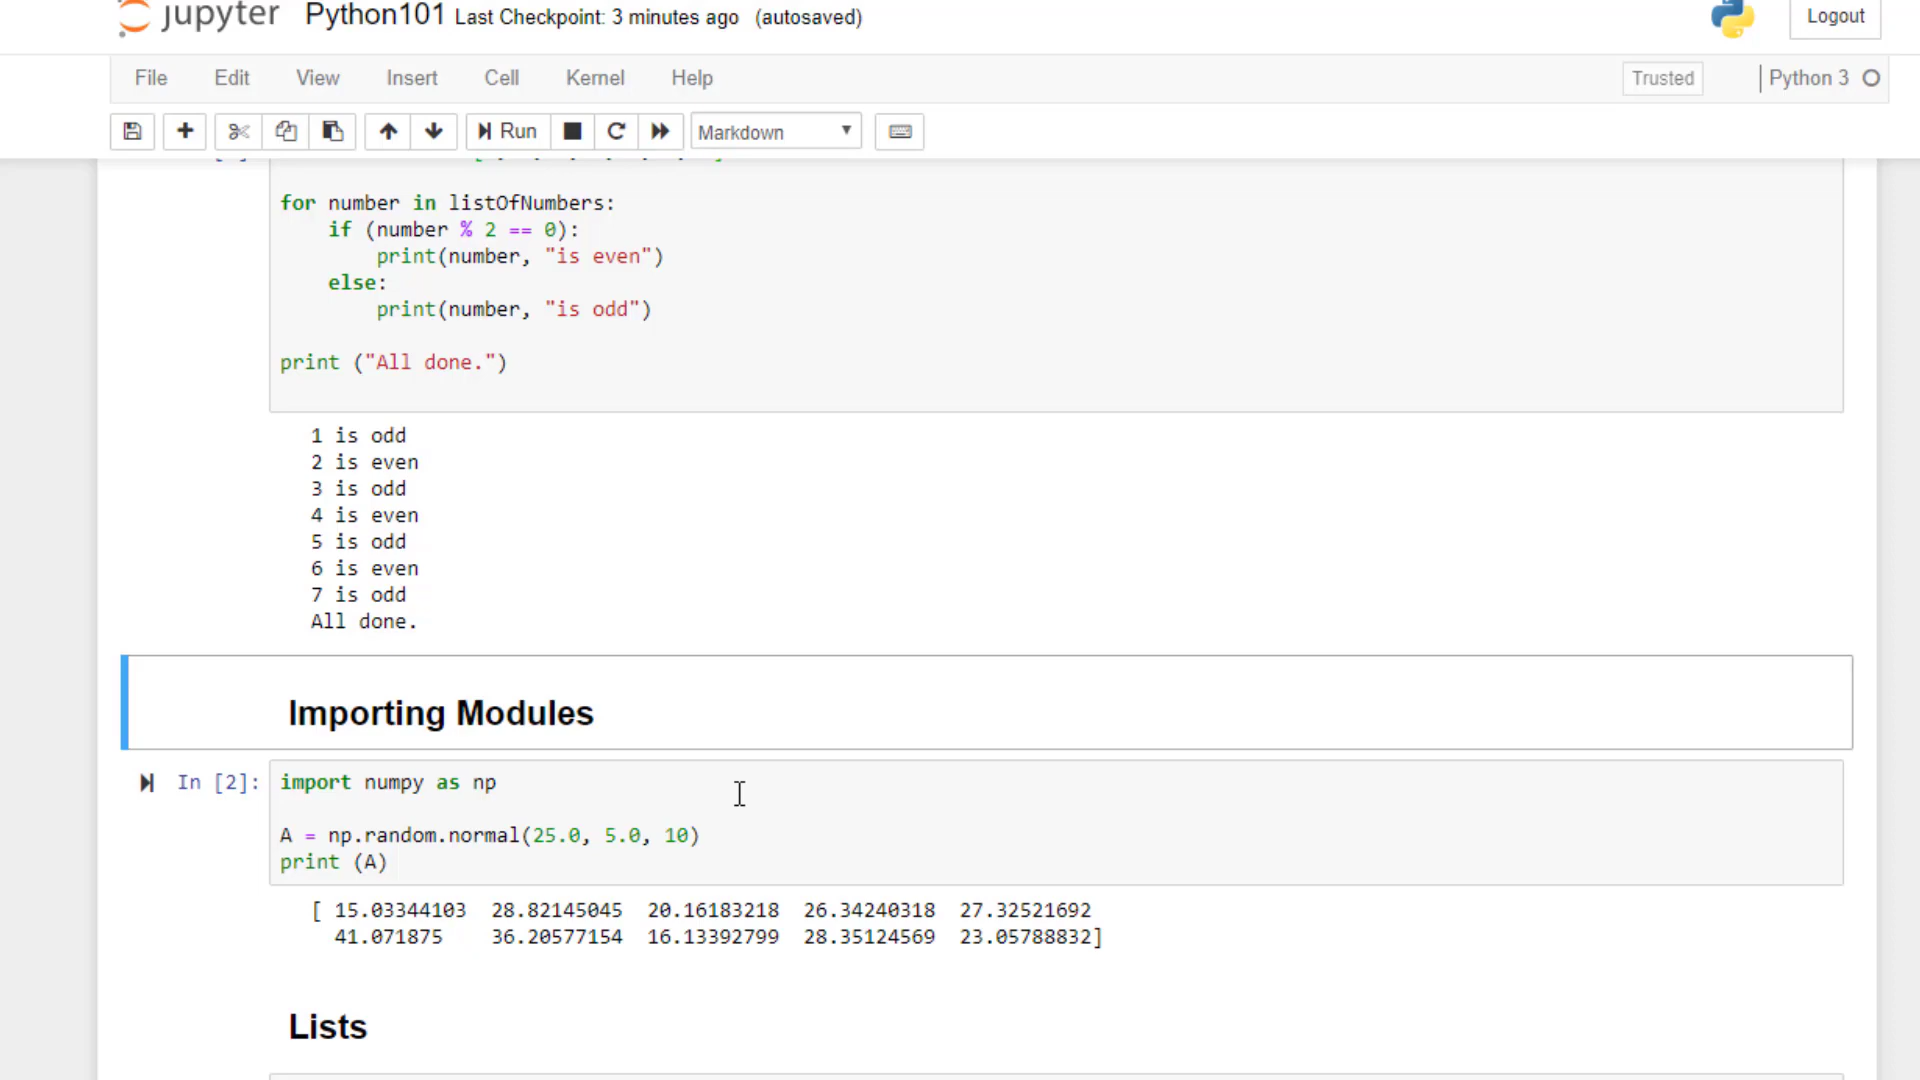 jupyter Python101 Last Checkpoint: 3 minutes ago (autosaved) Logout
File Edit View Insert Cell Kernel Help Trusted Python 3
Run Markdown
for number in listOfNumbers:
    if (number % 2 == 0):
        print(number, "is even")
    else:
        print(number, "is odd")
print ("All done.")
1 is odd
2 is even
3 is odd
4 is even
5 is odd
6 is even
7 is odd
All done.
Importing Modules
In [2]: import numpy as np
A = np.random.normal(25.0, 5.0, 10)
print (A)
[ 15.03344103 28.82145045 20.16183218 26.34240318 27.32521692
41.071875 36.20577154 16.13392799 28.35124569 23.05788832]
Lists